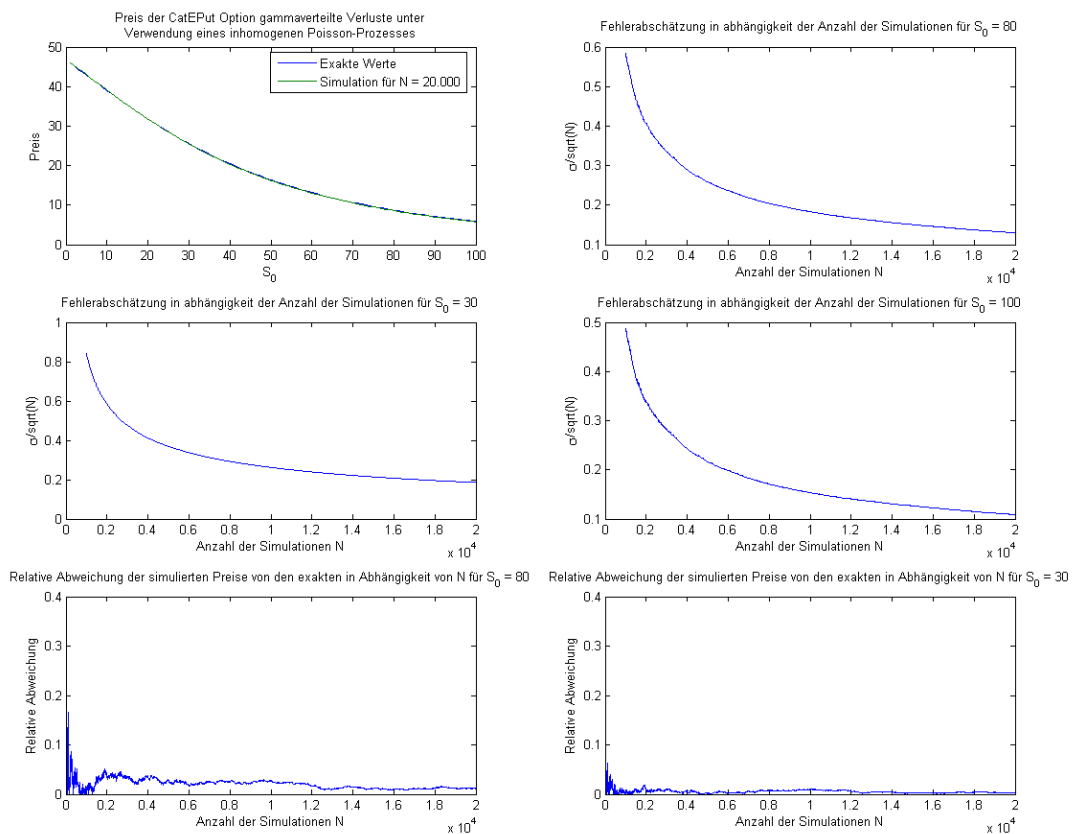 Preis der CatEPut Option gammaverteilte Verluste unter
Verwendung eines inhomogenen Poisson-Prozesses
50
40
30
20
10
0
Preis
Exakte Werte
Simulation für N = 20.000
0 10 20 30 40 50 60 70 80 90 100
S0
Fehlerabschätzung in abhängigkeit der Anzahl der Simulationen für S0 = 80
0.6
0.5
0.4
0.3
0.2
0.1
σ/sqrt(N)
0 0.2 0.4 0.6 0.8 1 1.2 1.4 1.6 1.8 2
Anzahl der Simulationen N
x 10^4
Fehlerabschätzung in abhängigkeit der Anzahl der Simulationen für S0 = 30
1
0.8
0.6
0.4
0.2
0
σ/sqrt(N)
0 0.2 0.4 0.6 0.8 1 1.2 1.4 1.6 1.8 2
Anzahl der Simulationen N
x 10^4
Fehlerabschätzung in abhängigkeit der Anzahl der Simulationen für S0 = 100
0.5
0.4
0.3
0.2
0.1
σ/sqrt(N)
0 0.2 0.4 0.6 0.8 1 1.2 1.4 1.6 1.8 2
Anzahl der Simulationen N
x 10^4
Relative Abweichung der simulierten Preise von den exakten in Abhängigkeit von N für S0 = 80
0.4
0.3
0.2
0.1
0
Relative Abweichung
0 0.2 0.4 0.6 0.8 1 1.2 1.4 1.6 1.8 2
Anzahl der Simulationen N
x 10^4
Relative Abweichung der simulierten Preise von den exakten in Abhängigkeit von N für S0 = 30
0.4
0.3
0.2
0.1
0
Relative Abweichung
0 0.2 0.4 0.6 0.8 1 1.2 1.4 1.6 1.8 2
Anzahl der Simulationen N
x 10^4